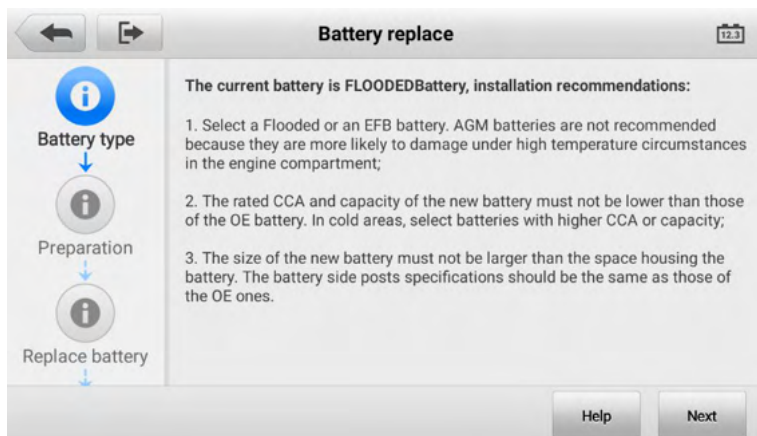 Battery replace
12.3
Battery type
Preparation
Replace battery
The current battery is FLOODEDBattery, installation recommendations:
1. Select a Flooded or an EFB battery. AGM batteries are not recommended
because they are more likely to damage under high temperature circumstances
in the engine compartment;
2. The rated CCA and capacity of the new battery must not be lower than those
of the OE battery. In cold areas, select batteries with higher CCA or capacity;
3. The size of the new battery must not be larger than the space housing the
battery. The battery side posts specifications should be the same as those of
the OE ones.
Help
Next